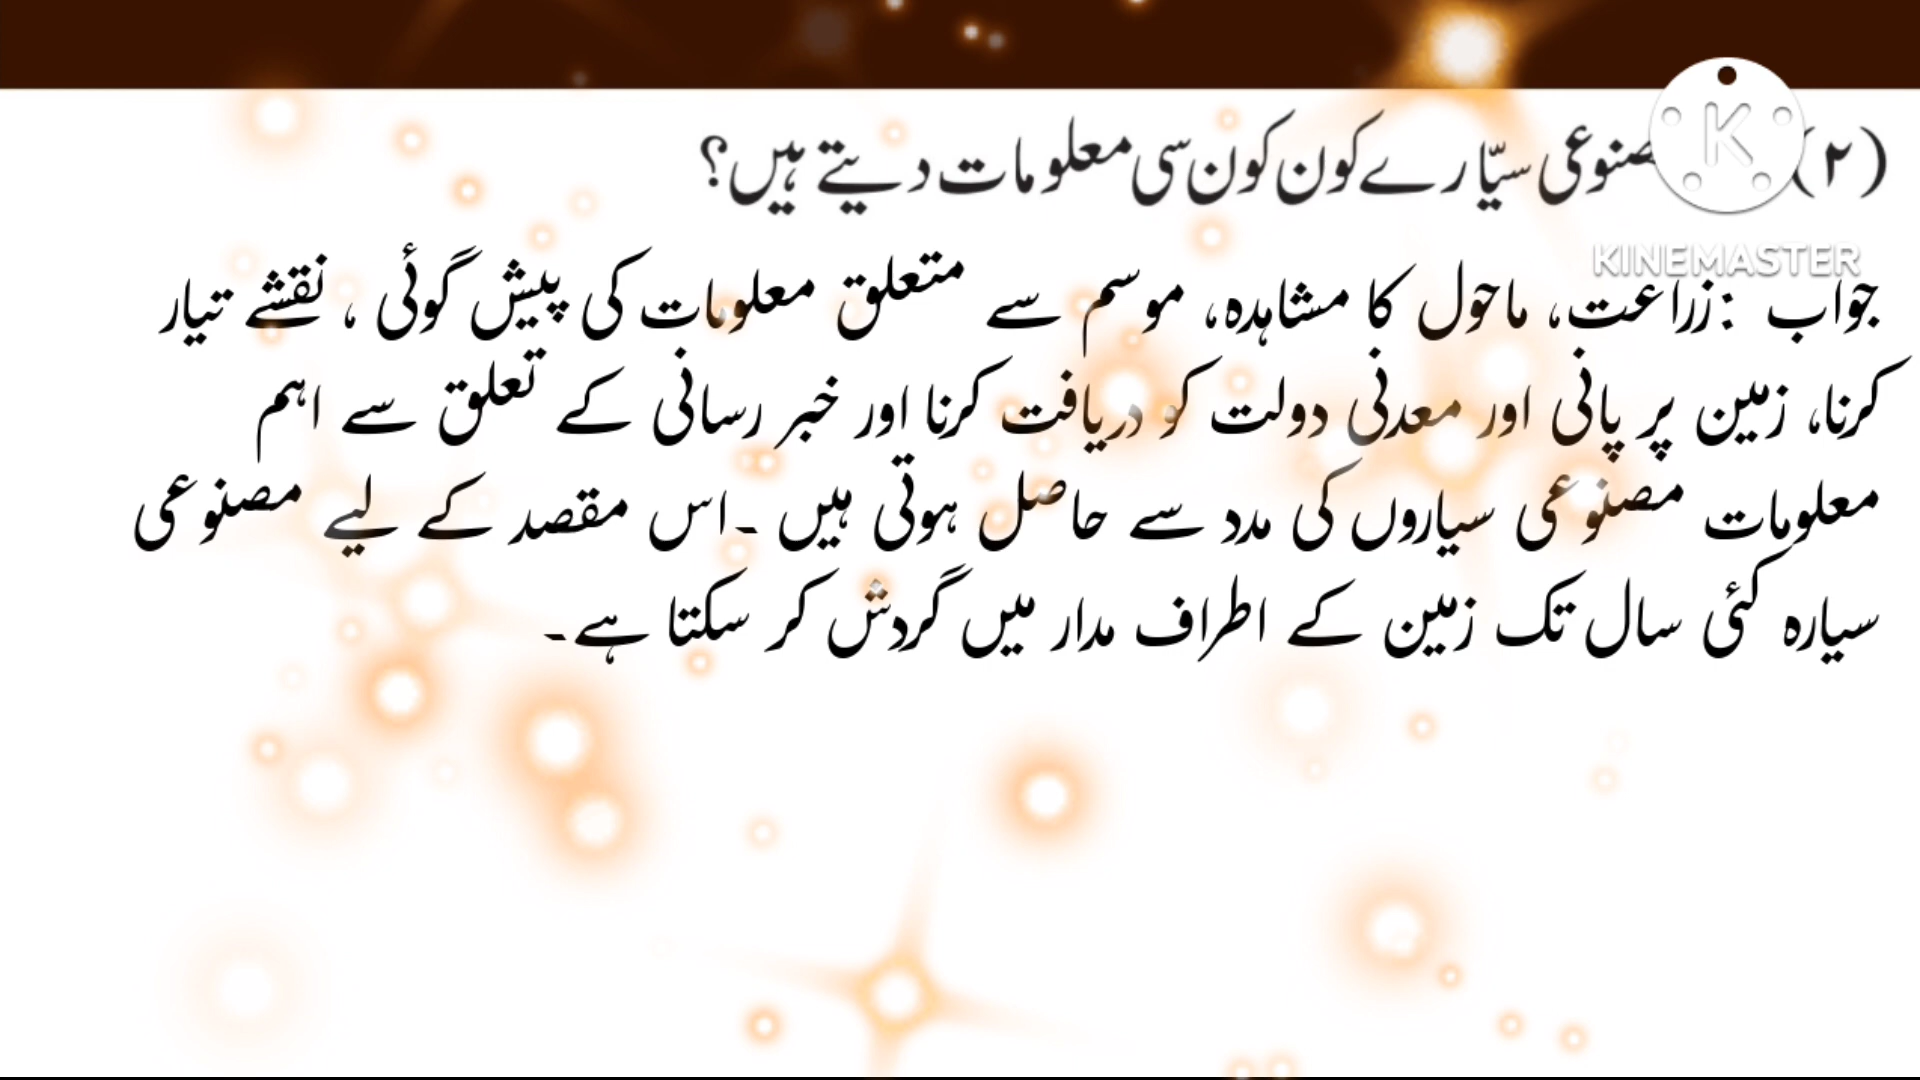 (۲) مصنوعی سیّارے کون کون سی معلومات دیتے ہیں؟
KINEMASTER
جواب :زراعت، ماحول کا مشاہدہ، موسم سے متعلق معلومات کی پیش گوئی ، نقشے تیار
کرنا، زمین پر پانی اور معدنی دولت کو دریافت کرنا اور خبر رسانی کے تعلق سے اہم
معلومات مصنوعی سیاروں کی مدد سے حاصل ہوتی ہیں ۔اس مقصد کے لیے مصنوعی
سیارہ کئی سال تک زمین کے اطراف مدار میں گردش کر سکتا ہے۔